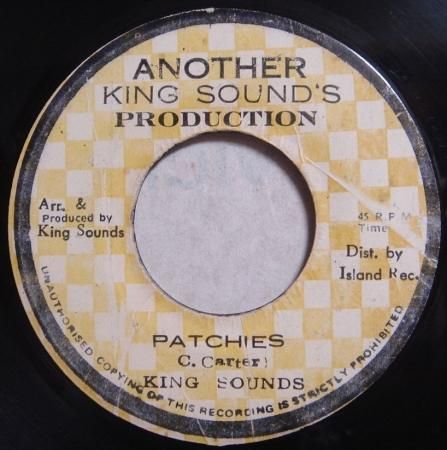 ANOTHER
KING SOUND'S
PRODUCTION
Arr. &
Produced by
King Sounds
45 R.P.M
Time
Dist. by
Island Rec.
PATCHIES
C. Carter)
KING SOUNDS
UNAUTHORISED COPYING OF THIS RECORDING IS STRICTLY PROHIBITED